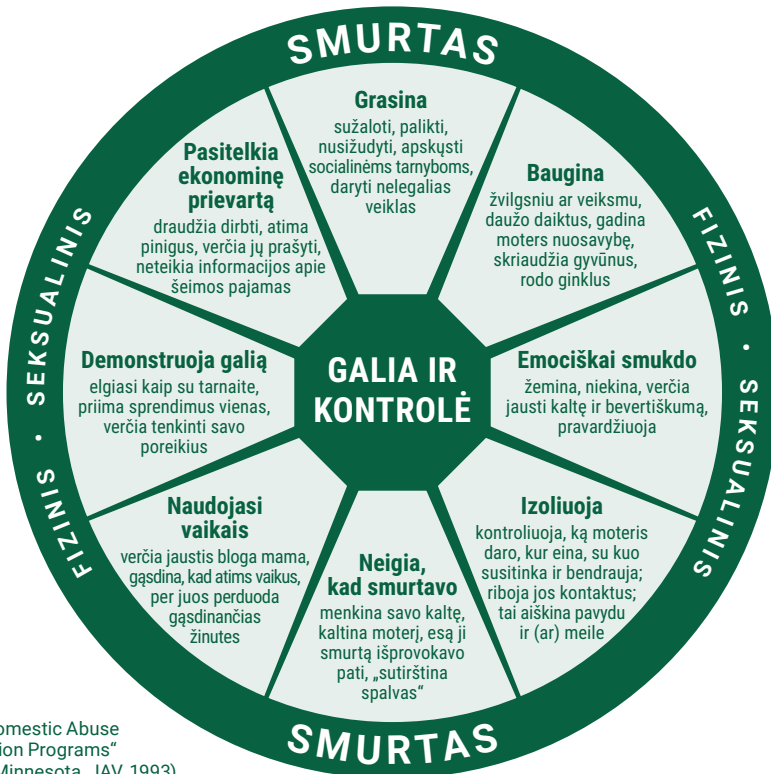 SMURTAS
Grasina
sužaloti, palikti,
nusižudyti, apskųsti
socialinėms tarnyboms,
daryti nelegalias
veiklas
Baugina
žvilgsniu ar veiksmu,
daužo daiktus, gadina
moters nuosavybę,
skriaudžia gyvūnus,
rodo ginklus
FIZINIS • SEKSUALINIS
Emociškai smukdo
žemina, niekina, verčia
jausti kaltę ir bevertiškumą,
pravardžiuoja
Izoliuoja
kontroliuoja, ką moteris
daro, kur eina, su kuo
susitinka ir bendrauja;
riboja jos kontaktus;
tai aiškina pavydu
ir (ar) meile
Neigia,
kad smurtavo
menkina savo kaltę,
kaltina moterį, esą ji
smurtą išprovokavo
pati, „sutirština
spalvas“
Naudojasi
vaikais
verčia jaustis bloga mama,
gąsdina, kad atims vaikus,
per juos perduoda
gąsdinančias
žinutes
Demonstruoja galią
elgiasi kaip su tarnaite,
priima sprendimus vienas,
verčia tenkinti savo
poreikius
Pasitelkia
ekonominę
prievartą
draudžia dirbti, atima
pinigus, verčia jų prašyti,
neteikia informacijos apie
šeimos pajamas
FIZINIS • SEKSUALINIS
GALIA IR
KONTROLĖ
SMURTAS
omestic Abuse
ion Programs“
Minnesota, JAV, 1993)